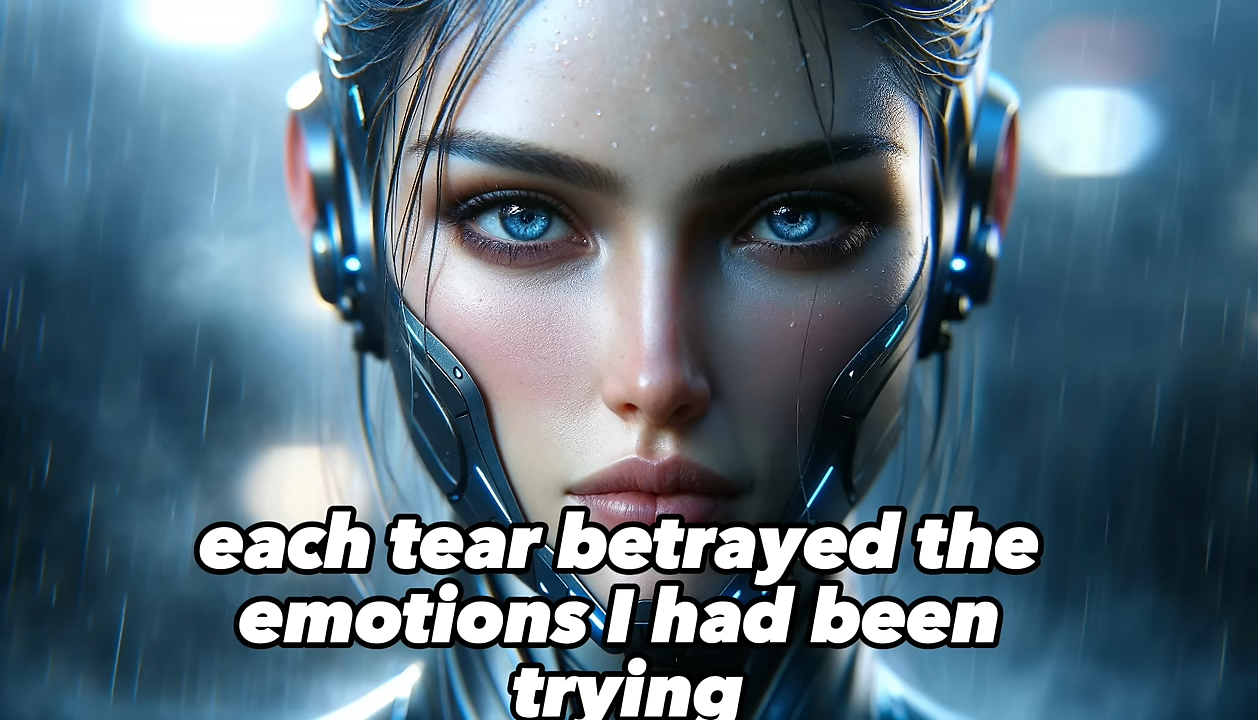 each tear betrayed the
emotions I had been
trying